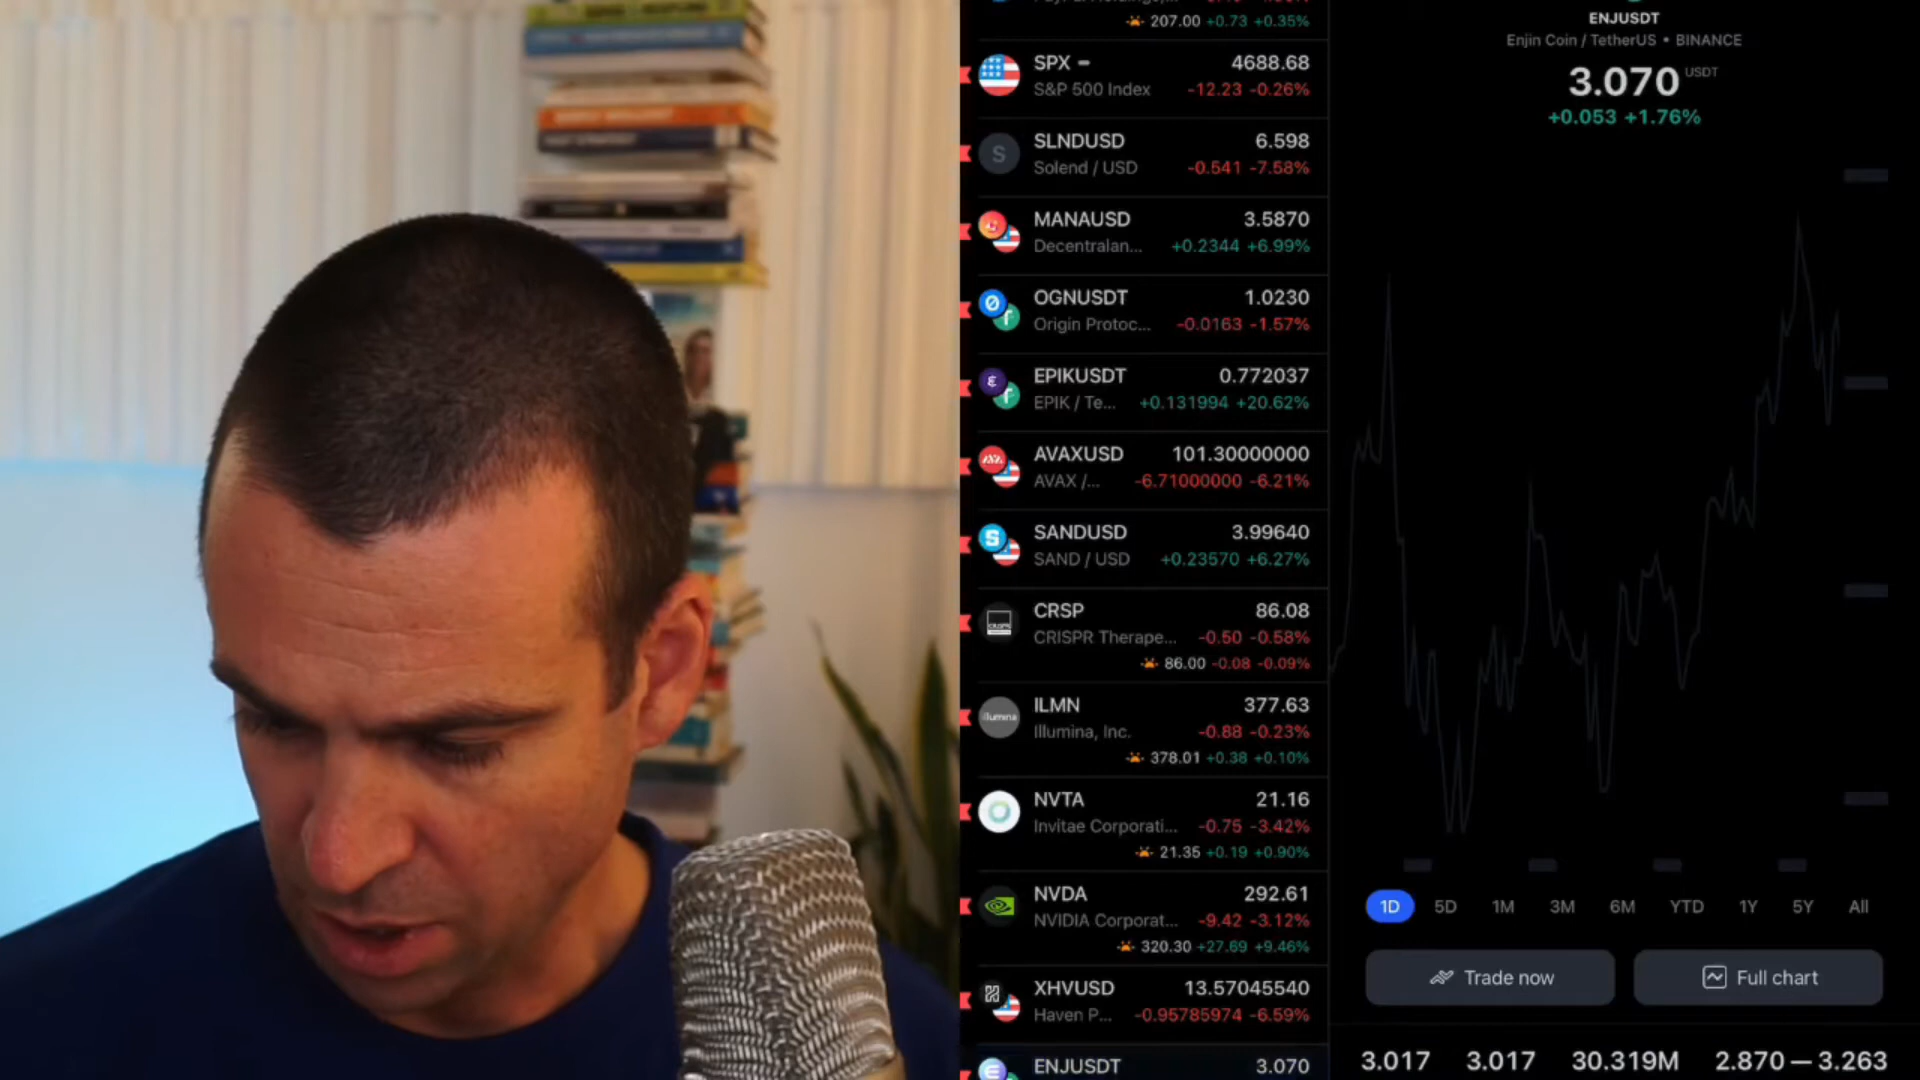 207.00 +0.73 +0.35%
SPX
4688.68
S&P 500 Index
-12.23 -0.26%
SLNDUSD
6.598
S
Solend / USD
-0.541 -7.58%
MANAUSD
3.5870
Decentralan...
+0.2344 +6.99%
OGNUSDT
1.0230
Origin Protoc...
-0.0163 -1.57%
EPIKUSDT
0.772037
EPIK / Te...
+0.131994 +20.62%
AVAXUSD
101.30000000
AVAX /...
-6.71000000 -6.21%
SANDUSD
3.99640
SAND / USD
+0.23570 +6.27%
CRSP
86.08
CRISPR Therape...
-0.50 -0.58%
86.00 -0.08 -0.09%
ILMN
377.63
illumina
Illumina, Inc.
-0.88 -0.23%
378.01 +0.38 +0.10%
NVTA
21.16
Invitae Corporati...
-0.75 -3.42%
21.35 +0.19 +0.90%
NVDA
292.61
NVIDIA Corporat...
-9.42 -3.12%
320.30 +27.69 +9.46%
XHVUSD
13.57045540
Haven P...
-0.95785974 -6.59%
ENJUSDT
3.070
ENJUSDT
Enjin Coin / TetherUS • BINANCE
3.070 USDT
+0.053 +1.76%
1D 5D 1M 3M 6M YTD 1Y 5Y All
Trade now
Full chart
3.017 3.017 30.319M 2.870 — 3.263